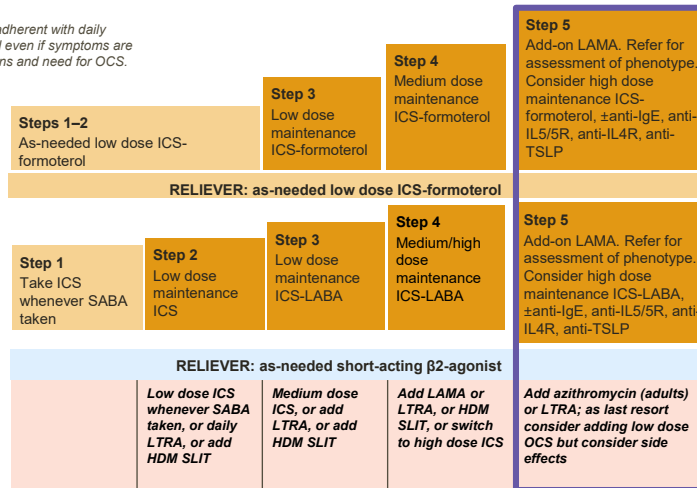 dherent with daily
d even if symptoms are
ns and need for OCS.
Steps 1–2
As-needed low dose ICS-
formoterol
Step 3
Low dose
maintenance
ICS-formoterol
Step 4
Medium dose
maintenance
ICS-formoterol
Step 5
Add-on LAMA. Refer for
assessment of phenotype.
Consider high dose
maintenance ICS-
formoterol, ±anti-IgE, anti-
IL5/5R, anti-IL4R, anti-
TSLP
RELIEVER: as-needed low dose ICS-formoterol
Step 1
Take ICS
whenever SABA
taken
Step 2
Low dose
maintenance
ICS
Step 3
Low dose
maintenance
ICS-LABA
Step 4
Medium/high
dose
maintenance
ICS-LABA
Step 5
Add-on LAMA. Refer for
assessment of phenotype.
Consider high dose
maintenance ICS-LABA,
±anti-IgE, anti-IL5/5R, anti-
IL4R, anti-TSLP
RELIEVER: as-needed short-acting β2-agonist
Low dose ICS
whenever SABA
taken, or daily
LTRA, or add
HDM SLIT
Medium dose
ICS, or add
LTRA, or add
HDM SLIT
Add LAMA or
LTRA, or HDM
SLIT, or switch
to high dose ICS
Add azithromycin (adults)
or LTRA; as last resort
consider adding low dose
OCS but consider side
effects